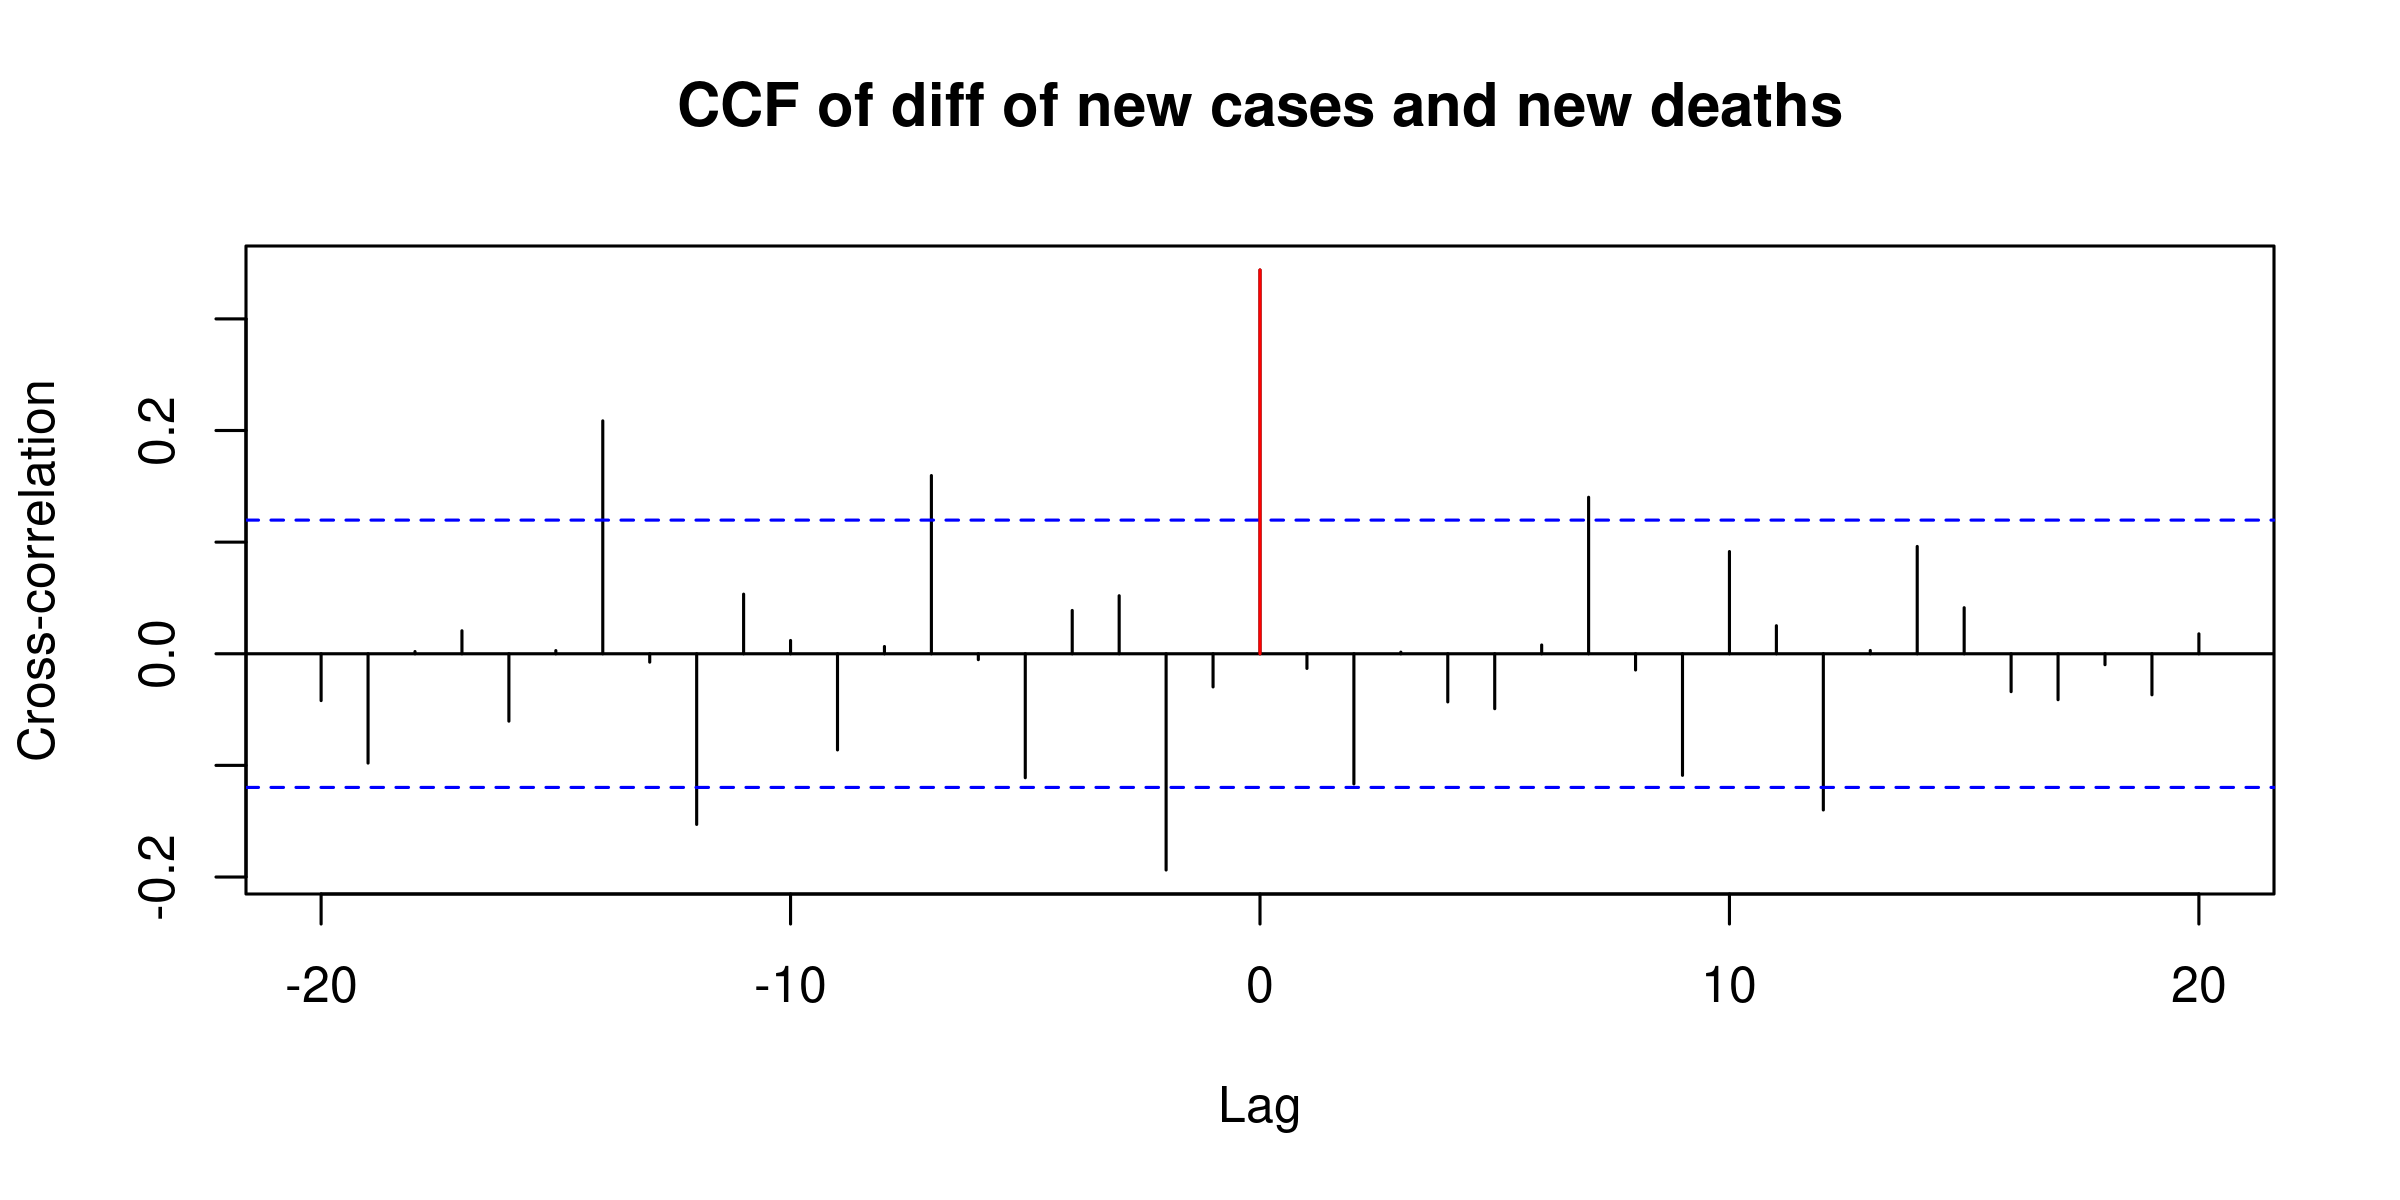 CCF of diff of new cases and new deaths
Cross-correlation
0.2
0.0
-0.2
-20 -10 0 10 20
Lag